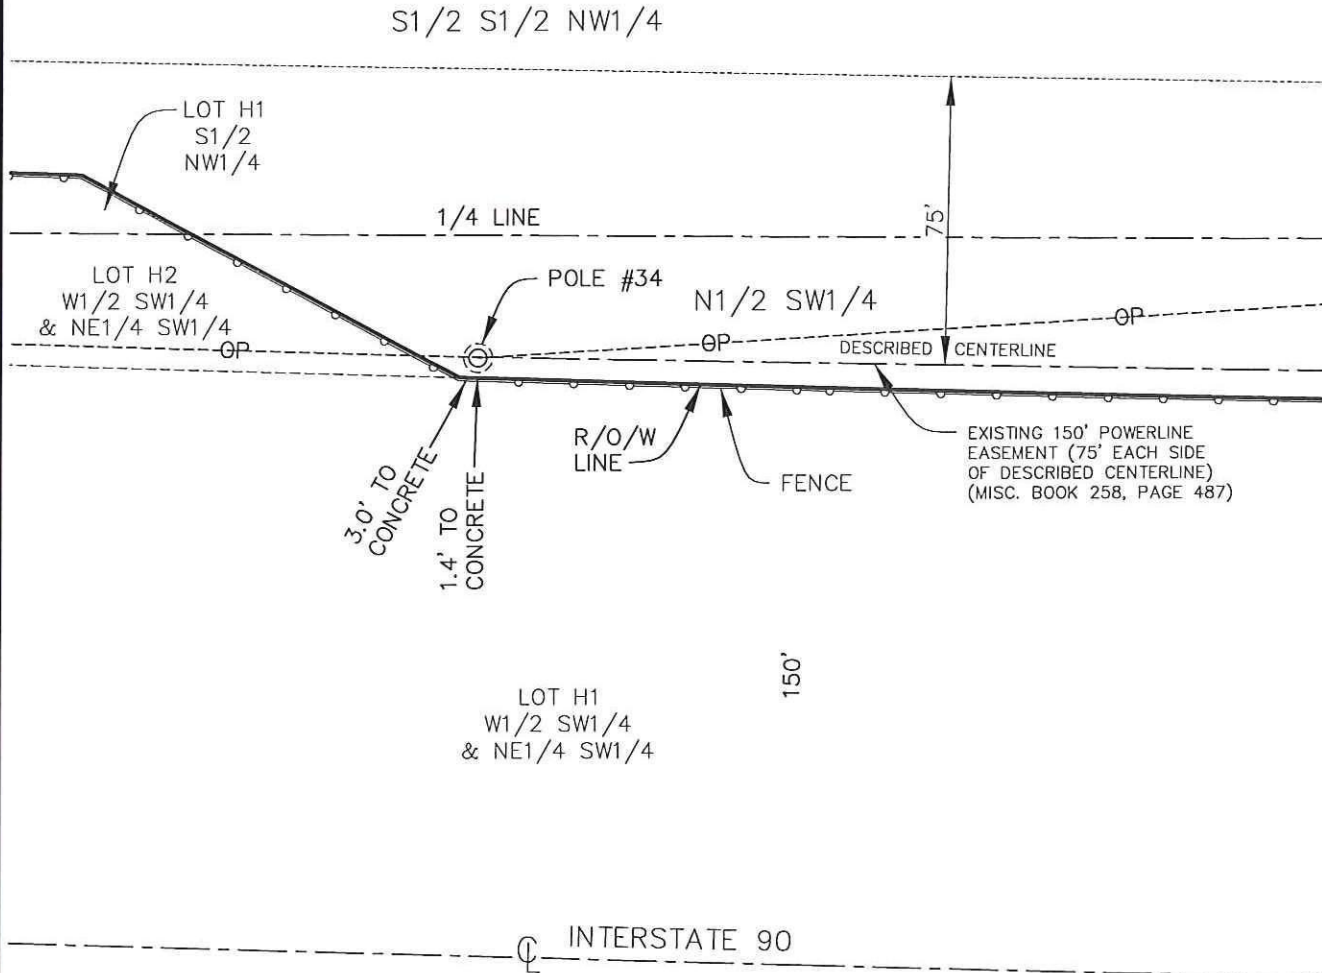 S1/2 S1/2 NW1/4
LOT H1
S1/2
NW1/4
1/4 LINE
75'
LOT H2
W1/2 SW1/4
& NE1/4 SW1/4
POLE #34
N1/2 SW1/4
OP
OP
OP
DESCRIBED CENTERLINE
R/O/W
LINE
FENCE
EXISTING 150' POWERLINE
EASEMENT (75' EACH SIDE
OF DESCRIBED CENTERLINE)
(MISC. BOOK 258, PAGE 487)
3.0' TO
CONCRETE
1.4' TO
CONCRETE
150'
LOT H1
W1/2 SW1/4
& NE1/4 SW1/4
CL INTERSTATE 90